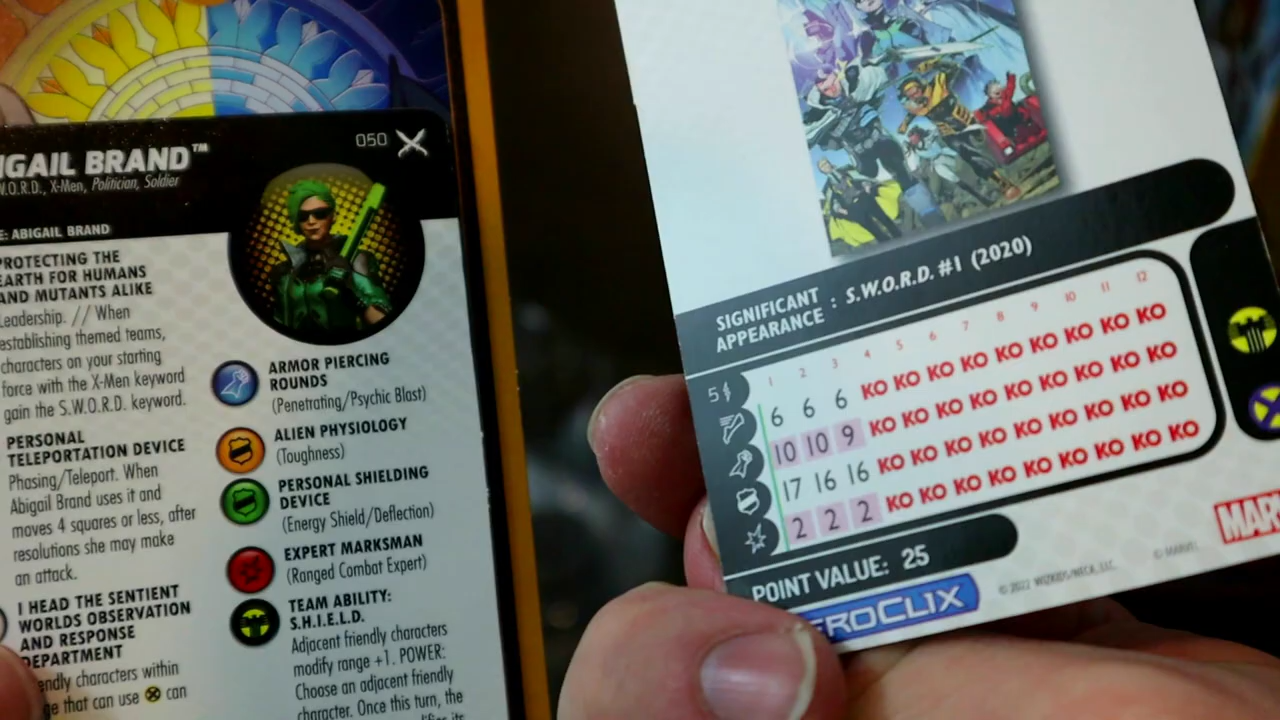 050
BRAND™
X-Men, Politician, Soldier
ABIGAIL BRAND
PROTECTING THE
EARTH FOR HUMANS
AND MUTANTS ALIKE
Leadership. // When
establishing themed teams,
characters on your starting
force with the X-Men keyword
gain the S.W.O.R.D. keyword.
PERSONAL
TELEPORTATION DEVICE
Phasing/Teleport. When
Abigail Brand uses it and
moves 4 squares or less, after
resolutions she may make
an attack.
I HEAD THE SENTIENT
WORLDS OBSERVATION
AND RESPONSE
DEPARTMENT
characters within
that can use can
ARMOR PIERCING
ROUNDS
(Penetrating/Psychic Blast)
ALIEN PHYSIOLOGY
(Toughness)
PERSONAL SHIELDING
DEVICE
(Energy Shield/Deflection)
EXPERT MARKSMAN
(Ranged Combat Expert)
TEAM ABILITY:
S.H.I.E.L.D.
Adjacent friendly characters
modify range +1. POWER:
Choose an adjacent friendly
character. Once this turn, the
SIGNIFICANT
APPEARANCE : S.W.O.R.D. #1 (2020)
1 2 3 4 5 6 7 8 9 10 11 12
5
6 6 6 KO KO KO KO KO KO KO KO KO
10 10 9 KO KO KO KO KO KO KO KO KO
17 16 16 KO KO KO KO KO KO KO KO KO
2 2 2 KO KO KO KO KO KO KO KO KO
POINT VALUE: 25
© 2022 WIZKIDS/NECA, LLC.
© MARVEL